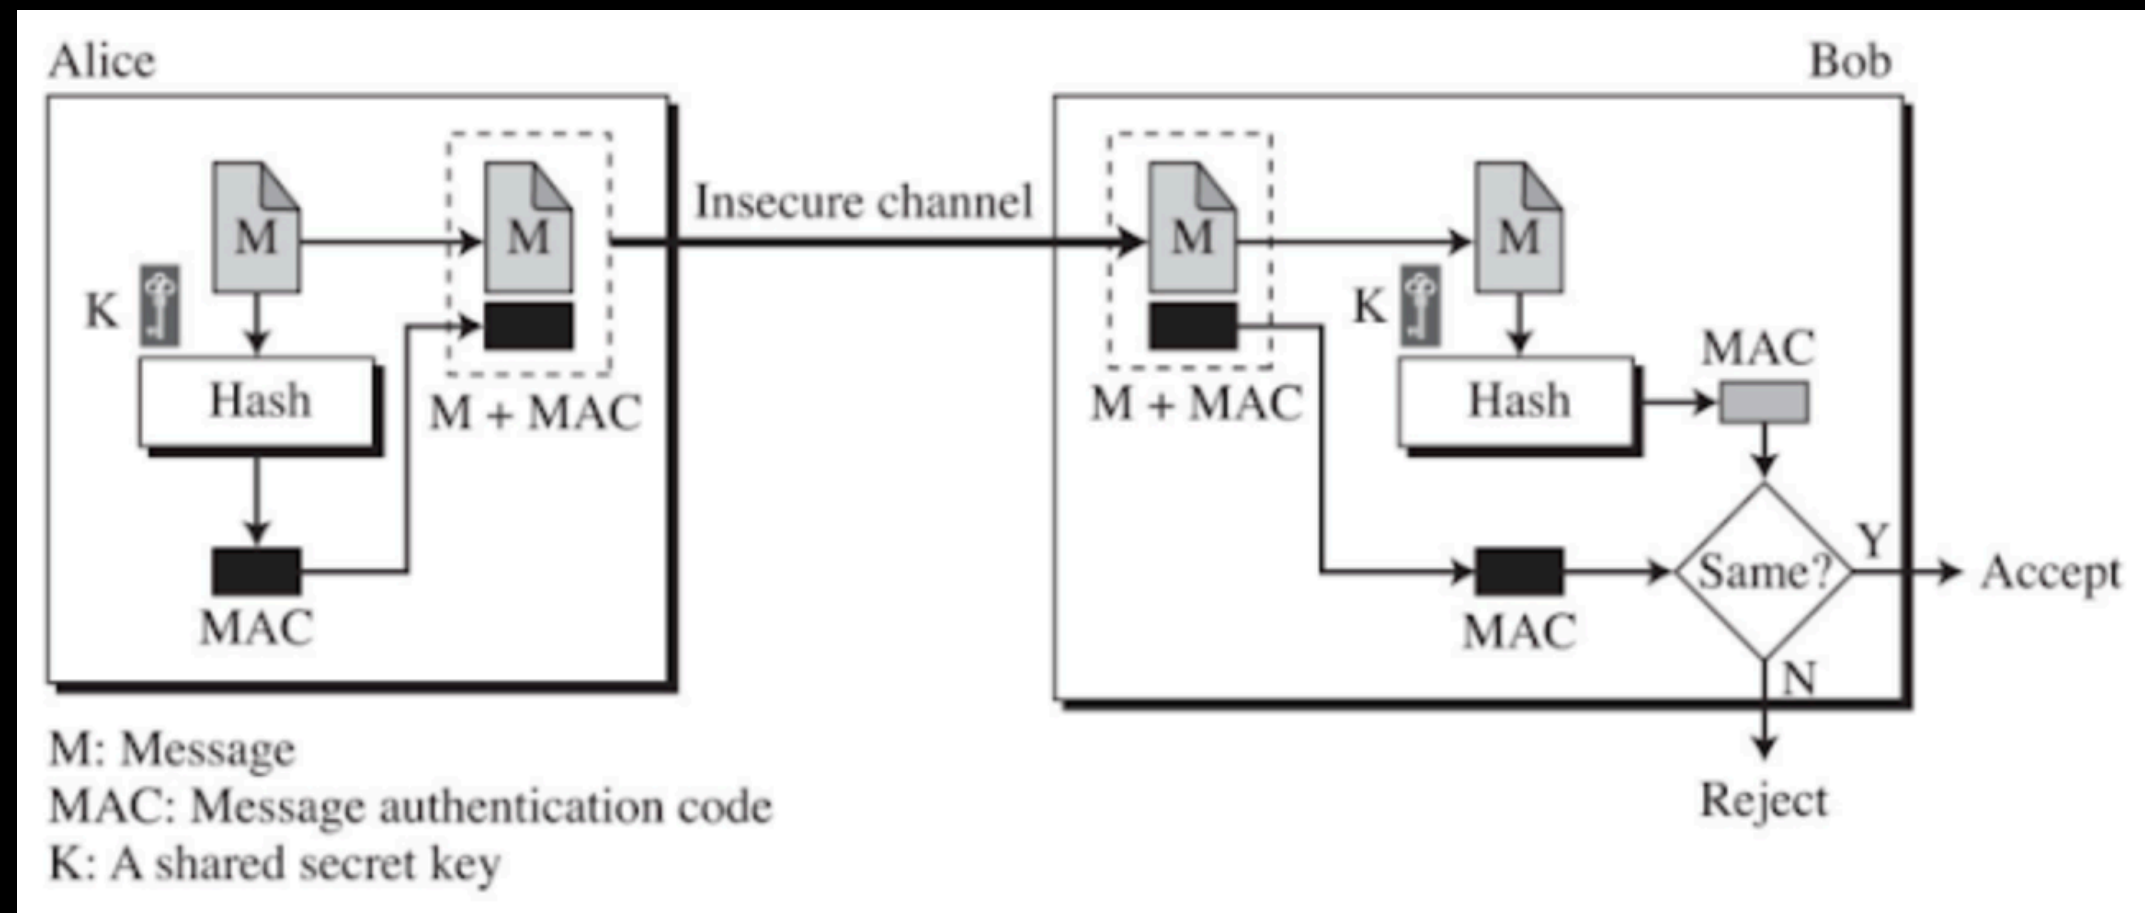 Alice
Bob
M
M
Insecure channel
M
M
K
K
Hash
M + MAC
M + MAC
Hash
MAC
Same?
Y
Accept
MAC
MAC
N
Reject
M: Message
MAC: Message authentication code
K: A shared secret key